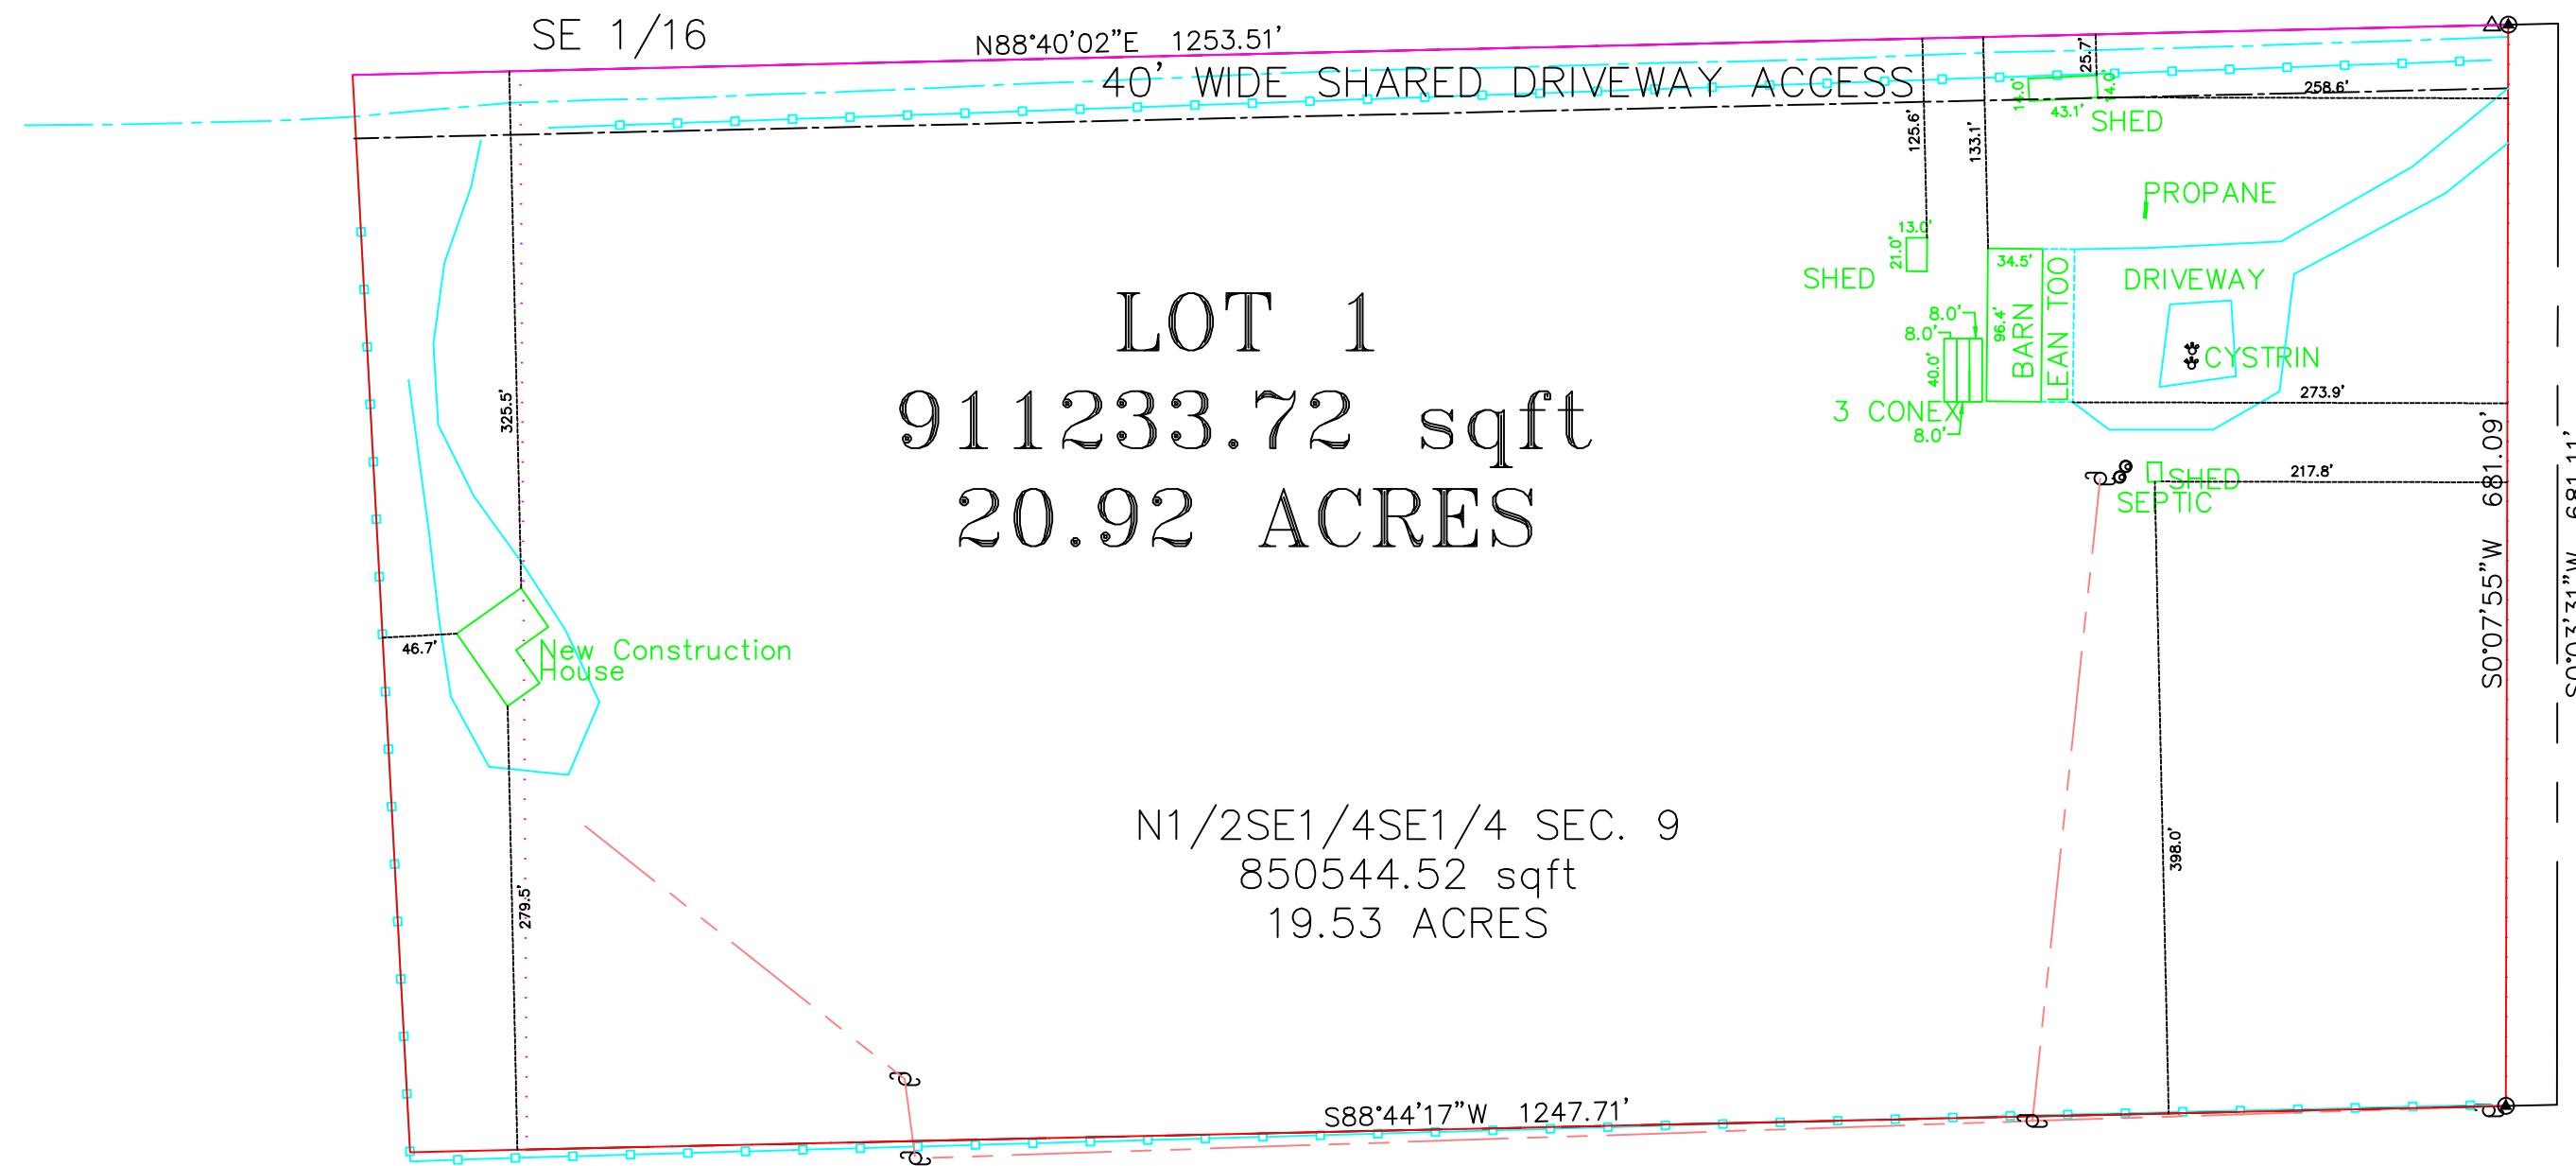 SE 1/16
N88°40'02"E 1253.51'
40' WIDE SHARED DRIVEWAY ACCESS
25.7'
258.6'
14.0'
14.0'
43.1'
SHED
125.6'
133.1'
PROPANE
13.0'
21.0'
SHED
34.5'
96.4'
BARN
LEAN TOO
DRIVEWAY
8.0'
8.0'
40.0'
3 CONEX
8.0'
CYSTRIN
273.9'
LOT 1
911233.72 sqft
20.92 ACRES
325.5'
217.8'
SHED
SEPTIC
S0°07'55"W 681.09'
S0°03'31"W 681.11'
46.7'
New Construction
House
N1/2SE1/4SE1/4 SEC. 9
850544.52 sqft
19.53 ACRES
398.0'
279.5'
S88°44'17"W 1247.71'